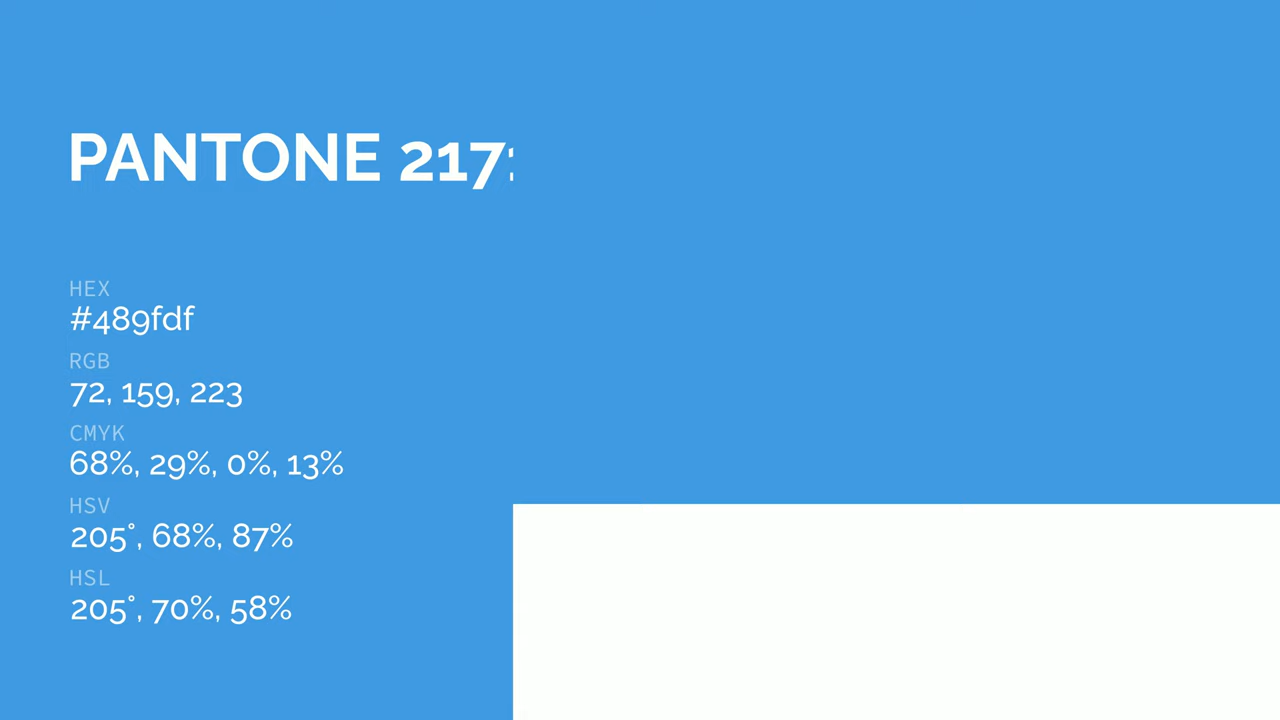 PANTONE 217
HEX
#489fdf
RGB
72, 159, 223
CMYK
68%, 29%, 0%, 13%
HSV
205°, 68%, 87%
HSL
205°, 70%, 58%